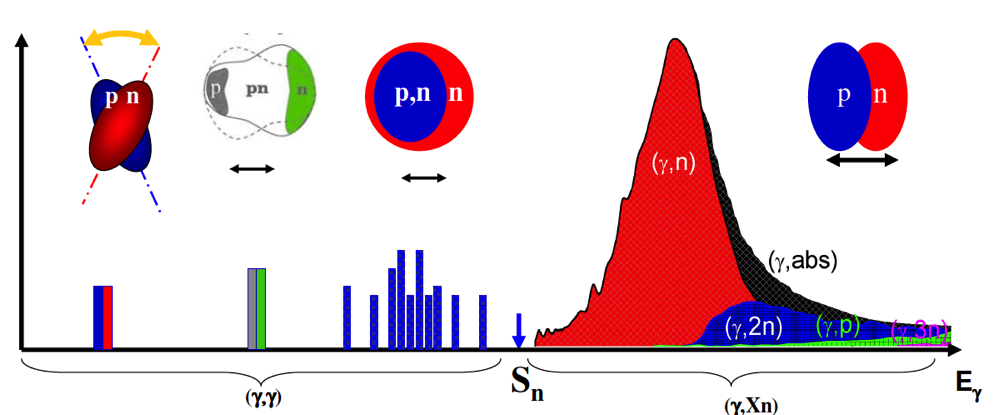 p n
p
pn
n
p,n n
p n
(γ,n)
(γ,abs)
(γ,2n)
(γ,p)
(γ,3n)
Sn
Eγ
(γ,γ)
(γ,Xn)